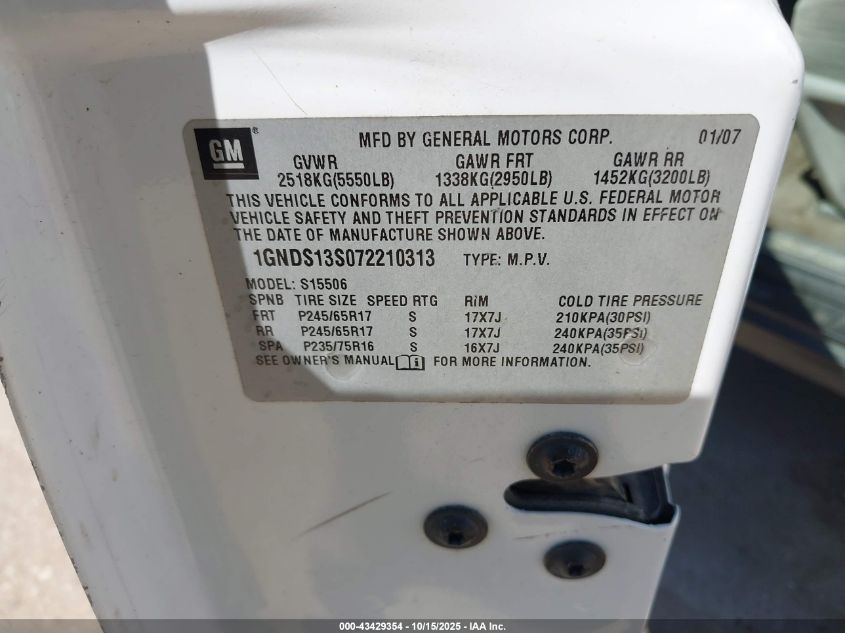 GM®
MFD BY GENERAL MOTORS CORP. 01/07
GVWR GAWR FRT GAWR RR
2518KG(5550LB) 1338KG(2950LB) 1452KG(3200LB)
THIS VEHICLE CONFORMS TO ALL APPLICABLE U.S. FEDERAL MOTOR
VEHICLE SAFETY AND THEFT PREVENTION STANDARDS IN EFFECT ON
THE DATE OF MANUFACTURE SHOWN ABOVE.
1GNDS13S072210313 TYPE: M.P.V.
MODEL: S15506
SPNB TIRE SIZE SPEED RTG RIM COLD TIRE PRESSURE
FRT P245/65R17 S 17X7J 210KPA(30PSI)
RR P245/65R17 S 17X7J 240KPA(35PSI)
SPA P235/75R16 S 16X7J 240KPA(35PSI)
SEE OWNER'S MANUAL FOR MORE INFORMATION.
000-43429354 - 10/15/2025 - IAA Inc.